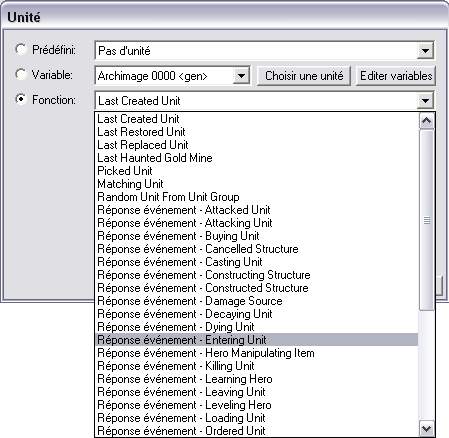 Unité
Prédéfini: Pas d'unité
Variable: Archimage 0000 <gen> Choisir une unité Editer variables
Fonction: Last Created Unit
Last Created Unit
Last Restored Unit
Last Replaced Unit
Last Haunted Gold Mine
Picked Unit
Matching Unit
Random Unit From Unit Group
Réponse événement - Attacked Unit
Réponse événement - Attacking Unit
Réponse événement - Buying Unit
Réponse événement - Cancelled Structure
Réponse événement - Casting Unit
Réponse événement - Constructing Structure
Réponse événement - Constructed Structure
Réponse événement - Damage Source
Réponse événement - Decaying Unit
Réponse événement - Dying Unit
Réponse événement - Entering Unit
Réponse événement - Hero Manipulating Item
Réponse événement - Killing Unit
Réponse événement - Learning Hero
Réponse événement - Leaving Unit
Réponse événement - Leveling Hero
Réponse événement - Loading Unit
Réponse événement - Ordered Unit